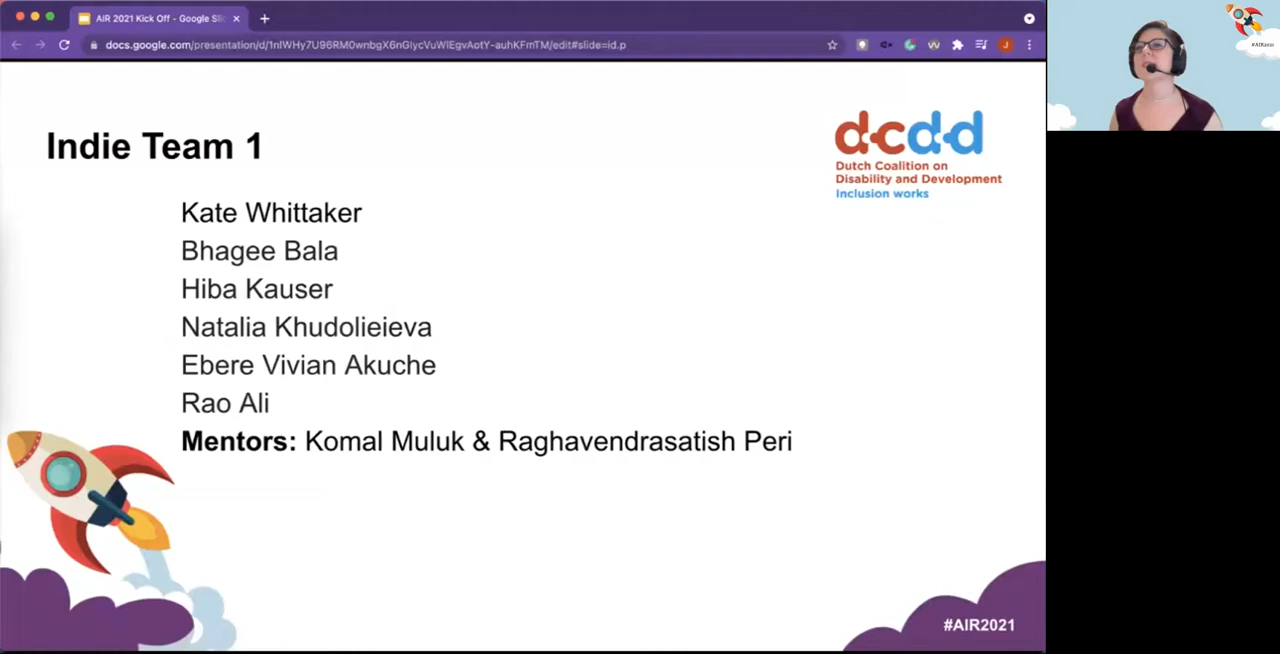 AIR 2021 Kick Off - Google Slid
docs.google.com/presentation/d/1nIWHy7U96RM0wnbgX6nGIycVuWlEgvAotY-auhKFmTM/edit#slide=id.p
J
Indie Team 1
dcdd
Dutch Coalition on
Disability and Development
Inclusion works
Kate Whittaker
Bhagee Bala
Hiba Kauser
Natalia Khudolieieva
Ebere Vivian Akuche
Rao Ali
Mentors: Komal Muluk & Raghavendrasatish Peri
#AIR2021